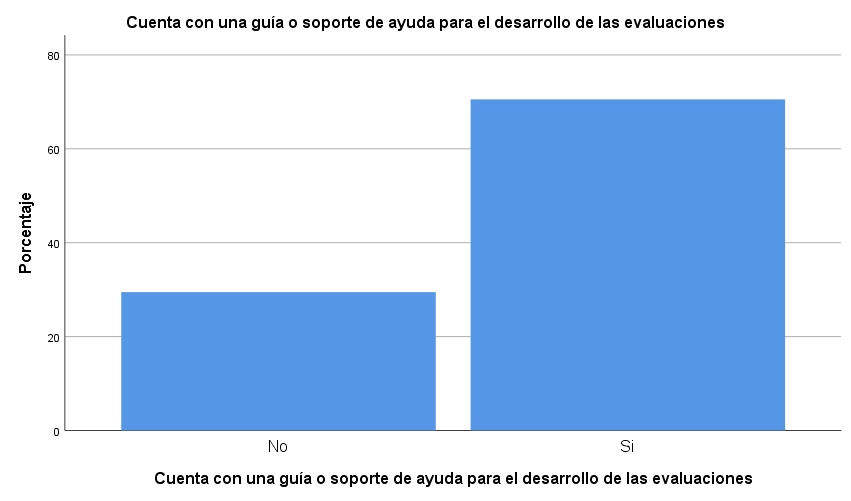 Cuenta con una guía o soporte de ayuda para el desarrollo de las evaluaciones
80
60
40
20
0
Porcentaje
No
Si
Cuenta con una guía o soporte de ayuda para el desarrollo de las evaluaciones